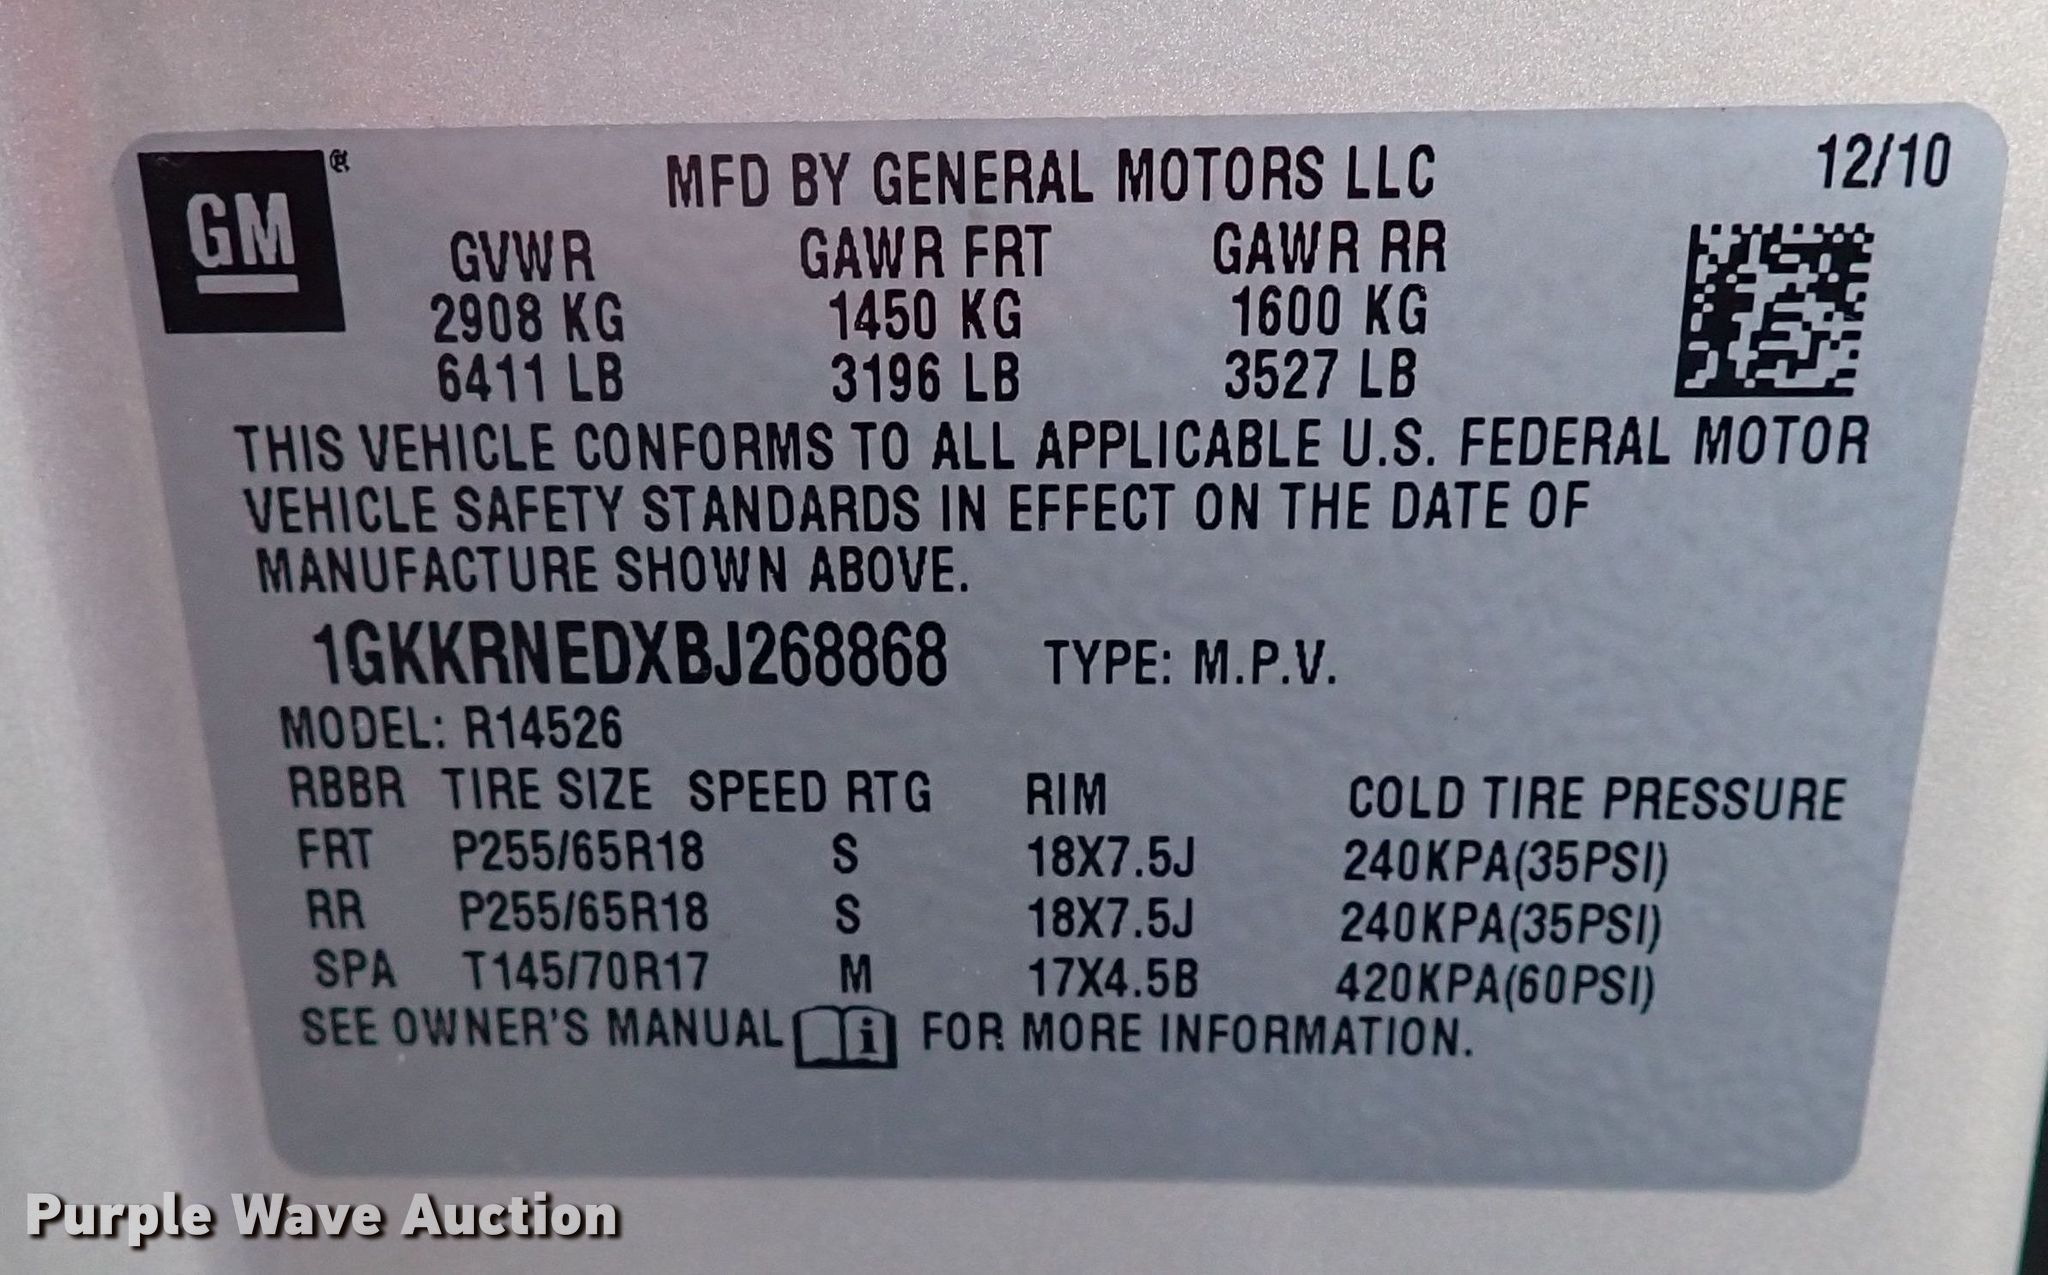 GM®
MFD BY GENERAL MOTORS LLC
12/10
GVWR GAWR FRT GAWR RR
2908 KG 1450 KG 1600 KG
6411 LB 3196 LB 3527 LB
THIS VEHICLE CONFORMS TO ALL APPLICABLE U.S. FEDERAL MOTOR
VEHICLE SAFETY STANDARDS IN EFFECT ON THE DATE OF
MANUFACTURE SHOWN ABOVE.
1GKKRNEDXBJ268868 TYPE: M.P.V.
MODEL: R14526
RBBR TIRE SIZE SPEED RTG RIM COLD TIRE PRESSURE
FRT P255/65R18 S 18X7.5J 240KPA(35PSI)
RR P255/65R18 S 18X7.5J 240KPA(35PSI)
SPA T145/70R17 M 17X4.5B 420KPA(60PSI)
SEE OWNER'S MANUAL i FOR MORE INFORMATION.
Purple Wave Auction